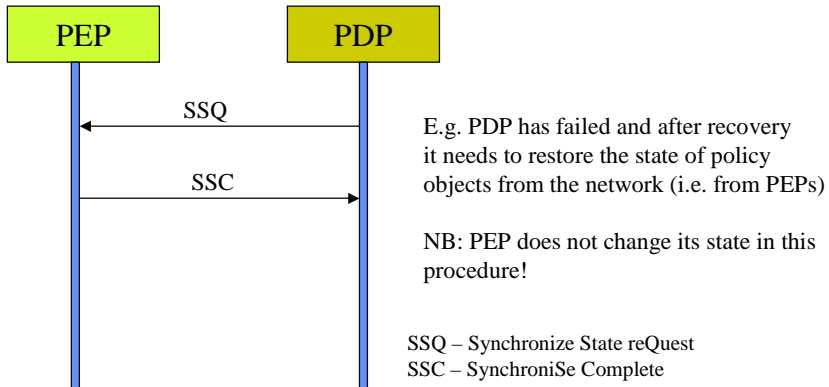 PEP
PDP
SSQ
SSC
E.g. PDP has failed and after recovery
it needs to restore the state of policy
objects from the network (i.e. from PEPs)
NB: PEP does not change its state in this
procedure!
SSQ – Synchronize State reQuest
SSC – SynchroniSe Complete